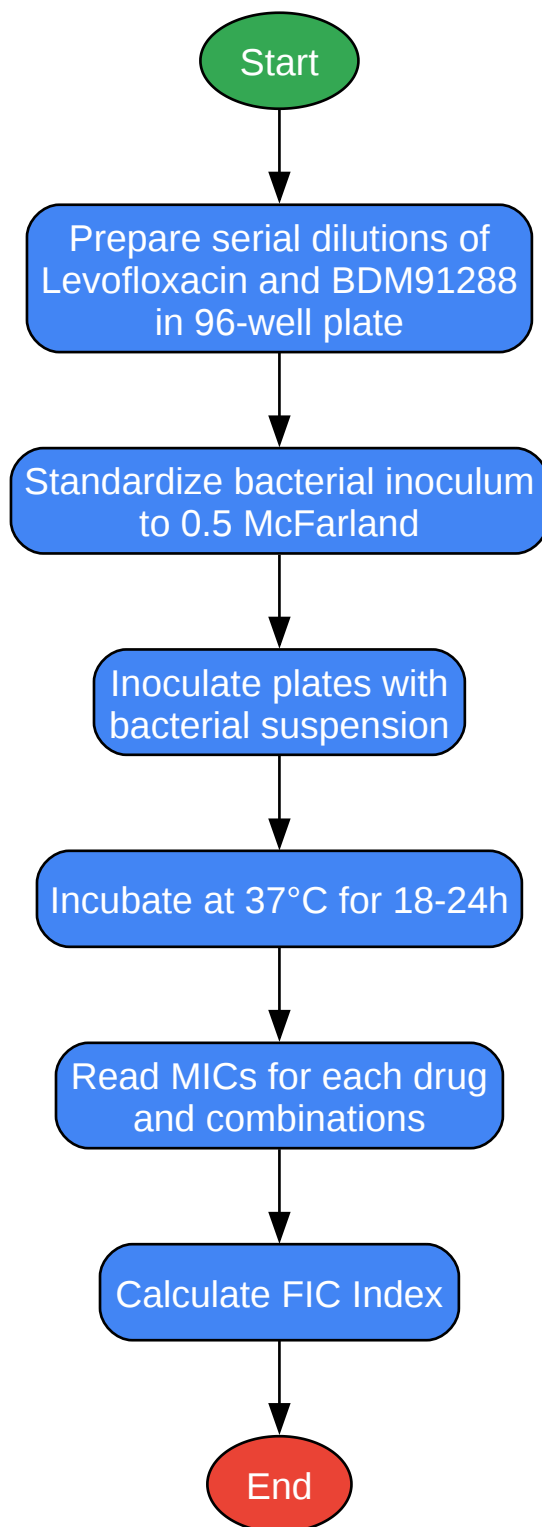 Start
Prepare serial dilutions of
Levofloxacin and BDM91288
in 96-well plate
Standardize bacterial inoculum
to 0.5 McFarland
Inoculate plates with
bacterial suspension
Incubate at 37°C for 18-24h
Read MICs for each drug
and combinations
Calculate FIC Index
End